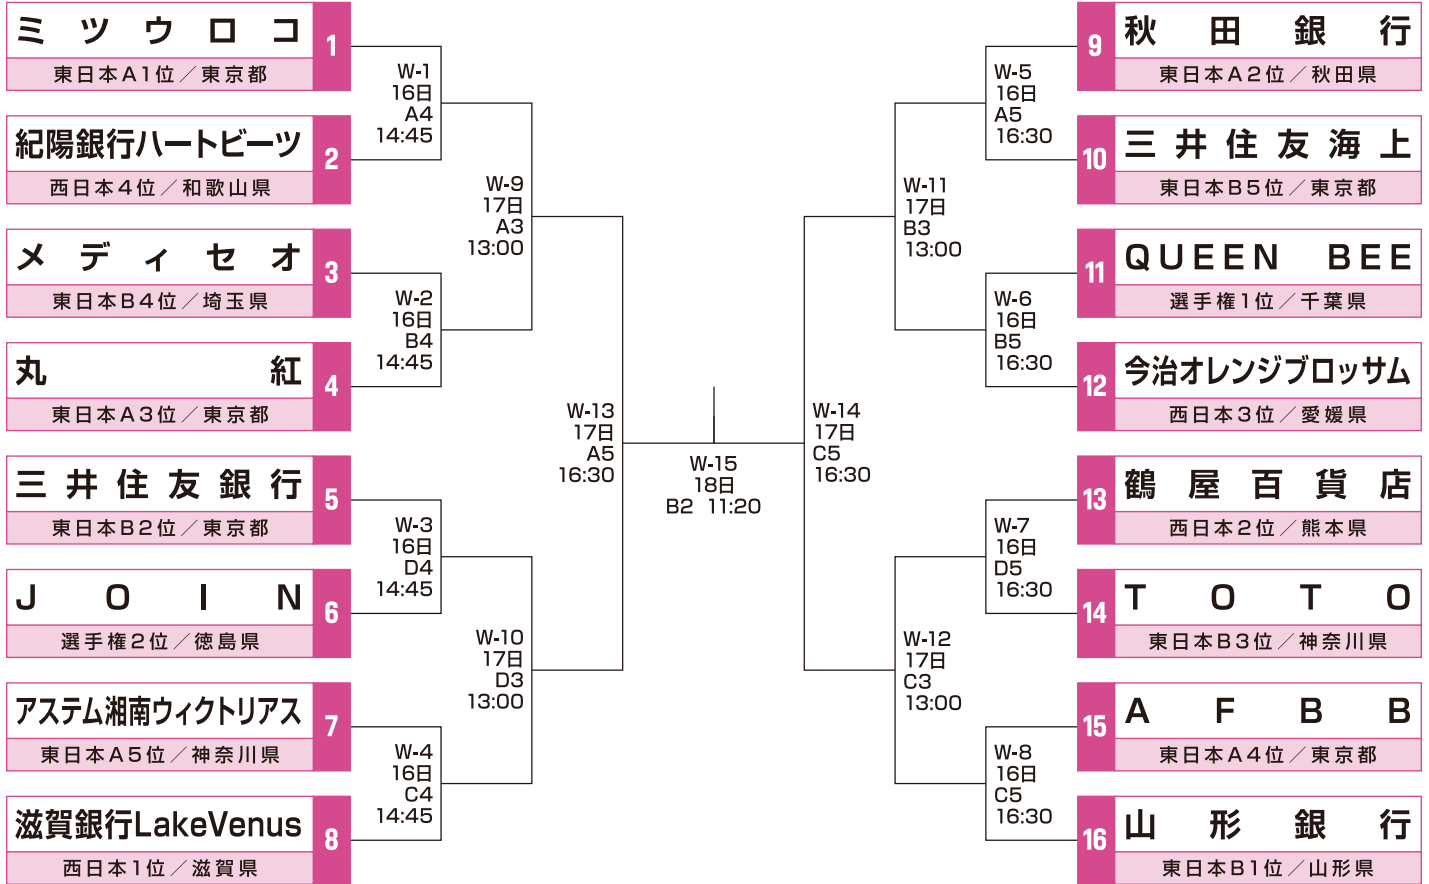 ミツウロコ
東日本A1位／東京都
1
紀陽銀行ハートビーツ
西日本4位／和歌山県
2
メディセオ
東日本B4位／埼玉県
3
丸紅
東日本A3位／東京都
4
三井住友銀行
東日本B2位／東京都
5
JOIN
選手権2位／徳島県
6
アステム湘南ウィクトリアス
東日本A5位／神奈川県
7
滋賀銀行LakeVenus
西日本1位／滋賀県
8
W-1
16日
A4
14:45
W-2
16日
B4
14:45
W-3
16日
D4
14:45
W-4
16日
C4
14:45
W-9
17日
A3
13:00
W-10
17日
D3
13:00
W-13
17日
A5
16:30
W-15
18日
B2 11:20
W-14
17日
C5
16:30
W-11
17日
B3
13:00
W-12
17日
C3
13:00
W-5
16日
A5
16:30
W-6
16日
B5
16:30
W-7
16日
D5
16:30
W-8
16日
C5
16:30
9
秋田銀行
東日本A2位／秋田県
10
三井住友海上
東日本B5位／東京都
11
QUEEN BEE
選手権1位／千葉県
12
今治オレンジブロッサム
西日本3位／愛媛県
13
鶴屋百貨店
西日本2位／熊本県
14
TOTO
東日本B3位／神奈川県
15
AFBB
東日本A4位／東京都
16
山形銀行
東日本B1位／山形県